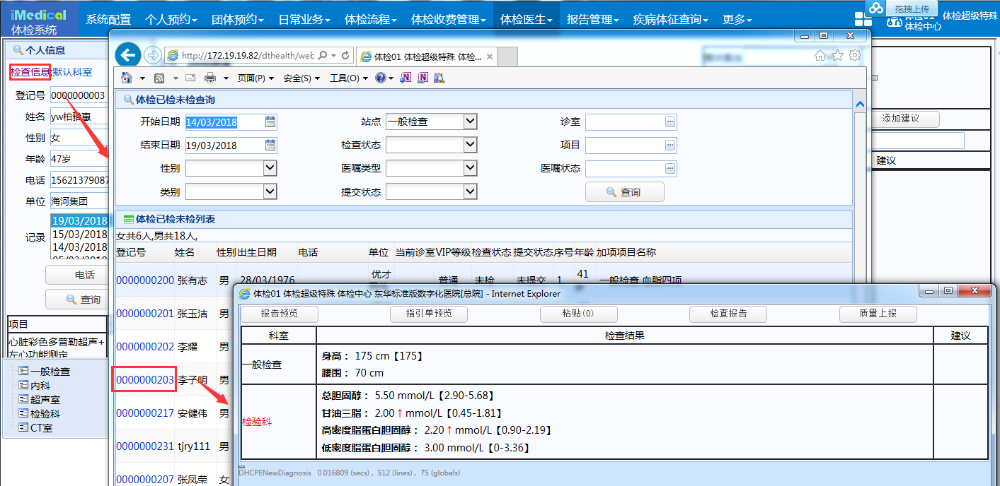 iMedical
体检系统
系统配置 个人预约 团体预约 日常业务 体检流程 体检收费管理 体检医生 报告管理 疾病体征查询 更多
拖拽上传
体检01 体检超级特殊
体检中心
个人信息
检查信息 默认科室
登记号 0000000003
姓名 yw柏雅惠
性别 女
年龄 47岁
电话 15621379087
单位 海河集团
记录 19/03/2018
15/03/2018
14/03/2018
电话
查询
项目
心脏彩色多普勒超声+
左心功能测定
一般检查
内科
超声室
检验科
CT室
http://172.19.19.82/dthealth/web
体检01 体检超级特殊 体检...
页面(P) 安全(S) 工具(O)
体检已检未检查询
开始日期 14/03/2018 站点 一般检查 诊室
结束日期 19/03/2018 检查状态 项目
性别 医嘱类型 医嘱状态
类别 提交状态 查询
体检已检未检列表
女共6人,男共18人,
登记号 姓名 性别 出生日期 电话 单位 当前诊室 VIP等级 检查状态 提交状态 序号 年龄 加项项目名称
0000000200 张有志 男 28/03/1976 优才 普通 未检 未提交 1 41 一般检查 血脂四项
0000000201 张玉洁 男
0000000202 李耀 男
0000000203 李子明 男
0000000217 安健伟 男
0000000231 tjry111 男
0000000207 张凤荣 女
添加建议
建议
体检01 体检超级特殊 体检中心 东华标准版数字化医院[总院] - Internet Explorer
报告预览 指引单预览 粘贴(0) 检查报告 质量上报
科室 检查结果 建议
一般检查
身高： 175 cm【175】
腰围： 70 cm
检验科
总胆固醇： 5.50 mmol/L【2.90-5.68】
甘油三脂： 2.00↑mmol/L【0.45-1.81】
高密度脂蛋白胆固醇： 2.20↑mmol/L【0.90-2.19】
低密度脂蛋白胆固醇： 3.00 mmol/L【0-3.36】
DHCPENewDiagnosis 0.016809 (secs) , 512 (lines) , 75 (globals)